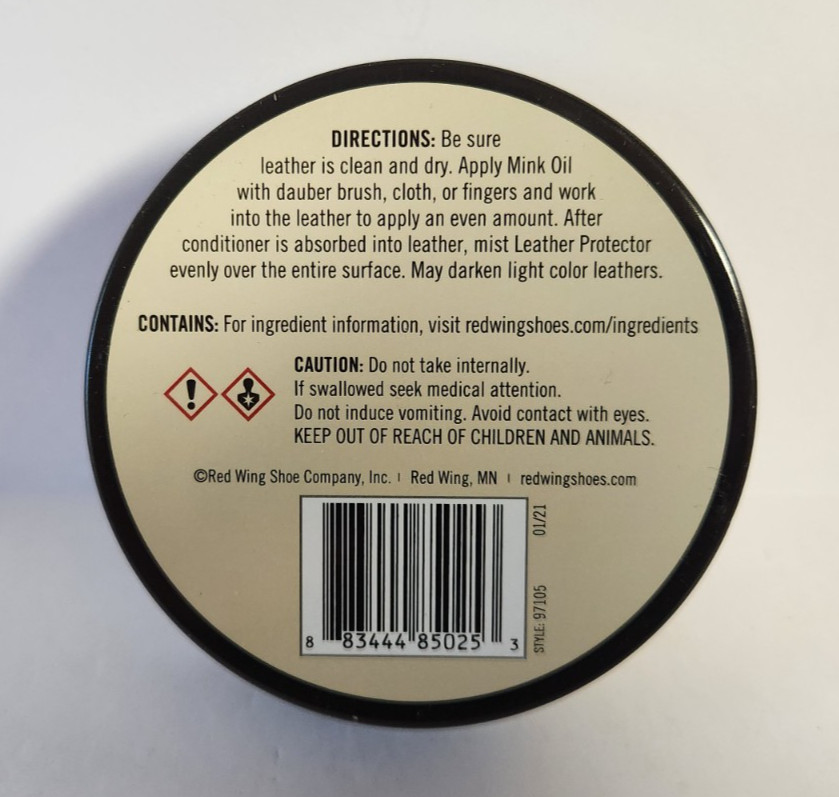 DIRECTIONS: Be sure
leather is clean and dry. Apply Mink Oil
with dauber brush, cloth, or fingers and work
into the leather to apply an even amount. After
conditioner is absorbed into leather, mist Leather Protector
evenly over the entire surface. May darken light color leathers.
CONTAINS: For ingredient information, visit redwingshoes.com/ingredients
CAUTION: Do not take internally.
If swallowed seek medical attention.
Do not induce vomiting. Avoid contact with eyes.
KEEP OUT OF REACH OF CHILDREN AND ANIMALS.
©Red Wing Shoe Company, Inc. | Red Wing, MN | redwingshoes.com
8 83444 85025 3
STYLE: 97105 01/21